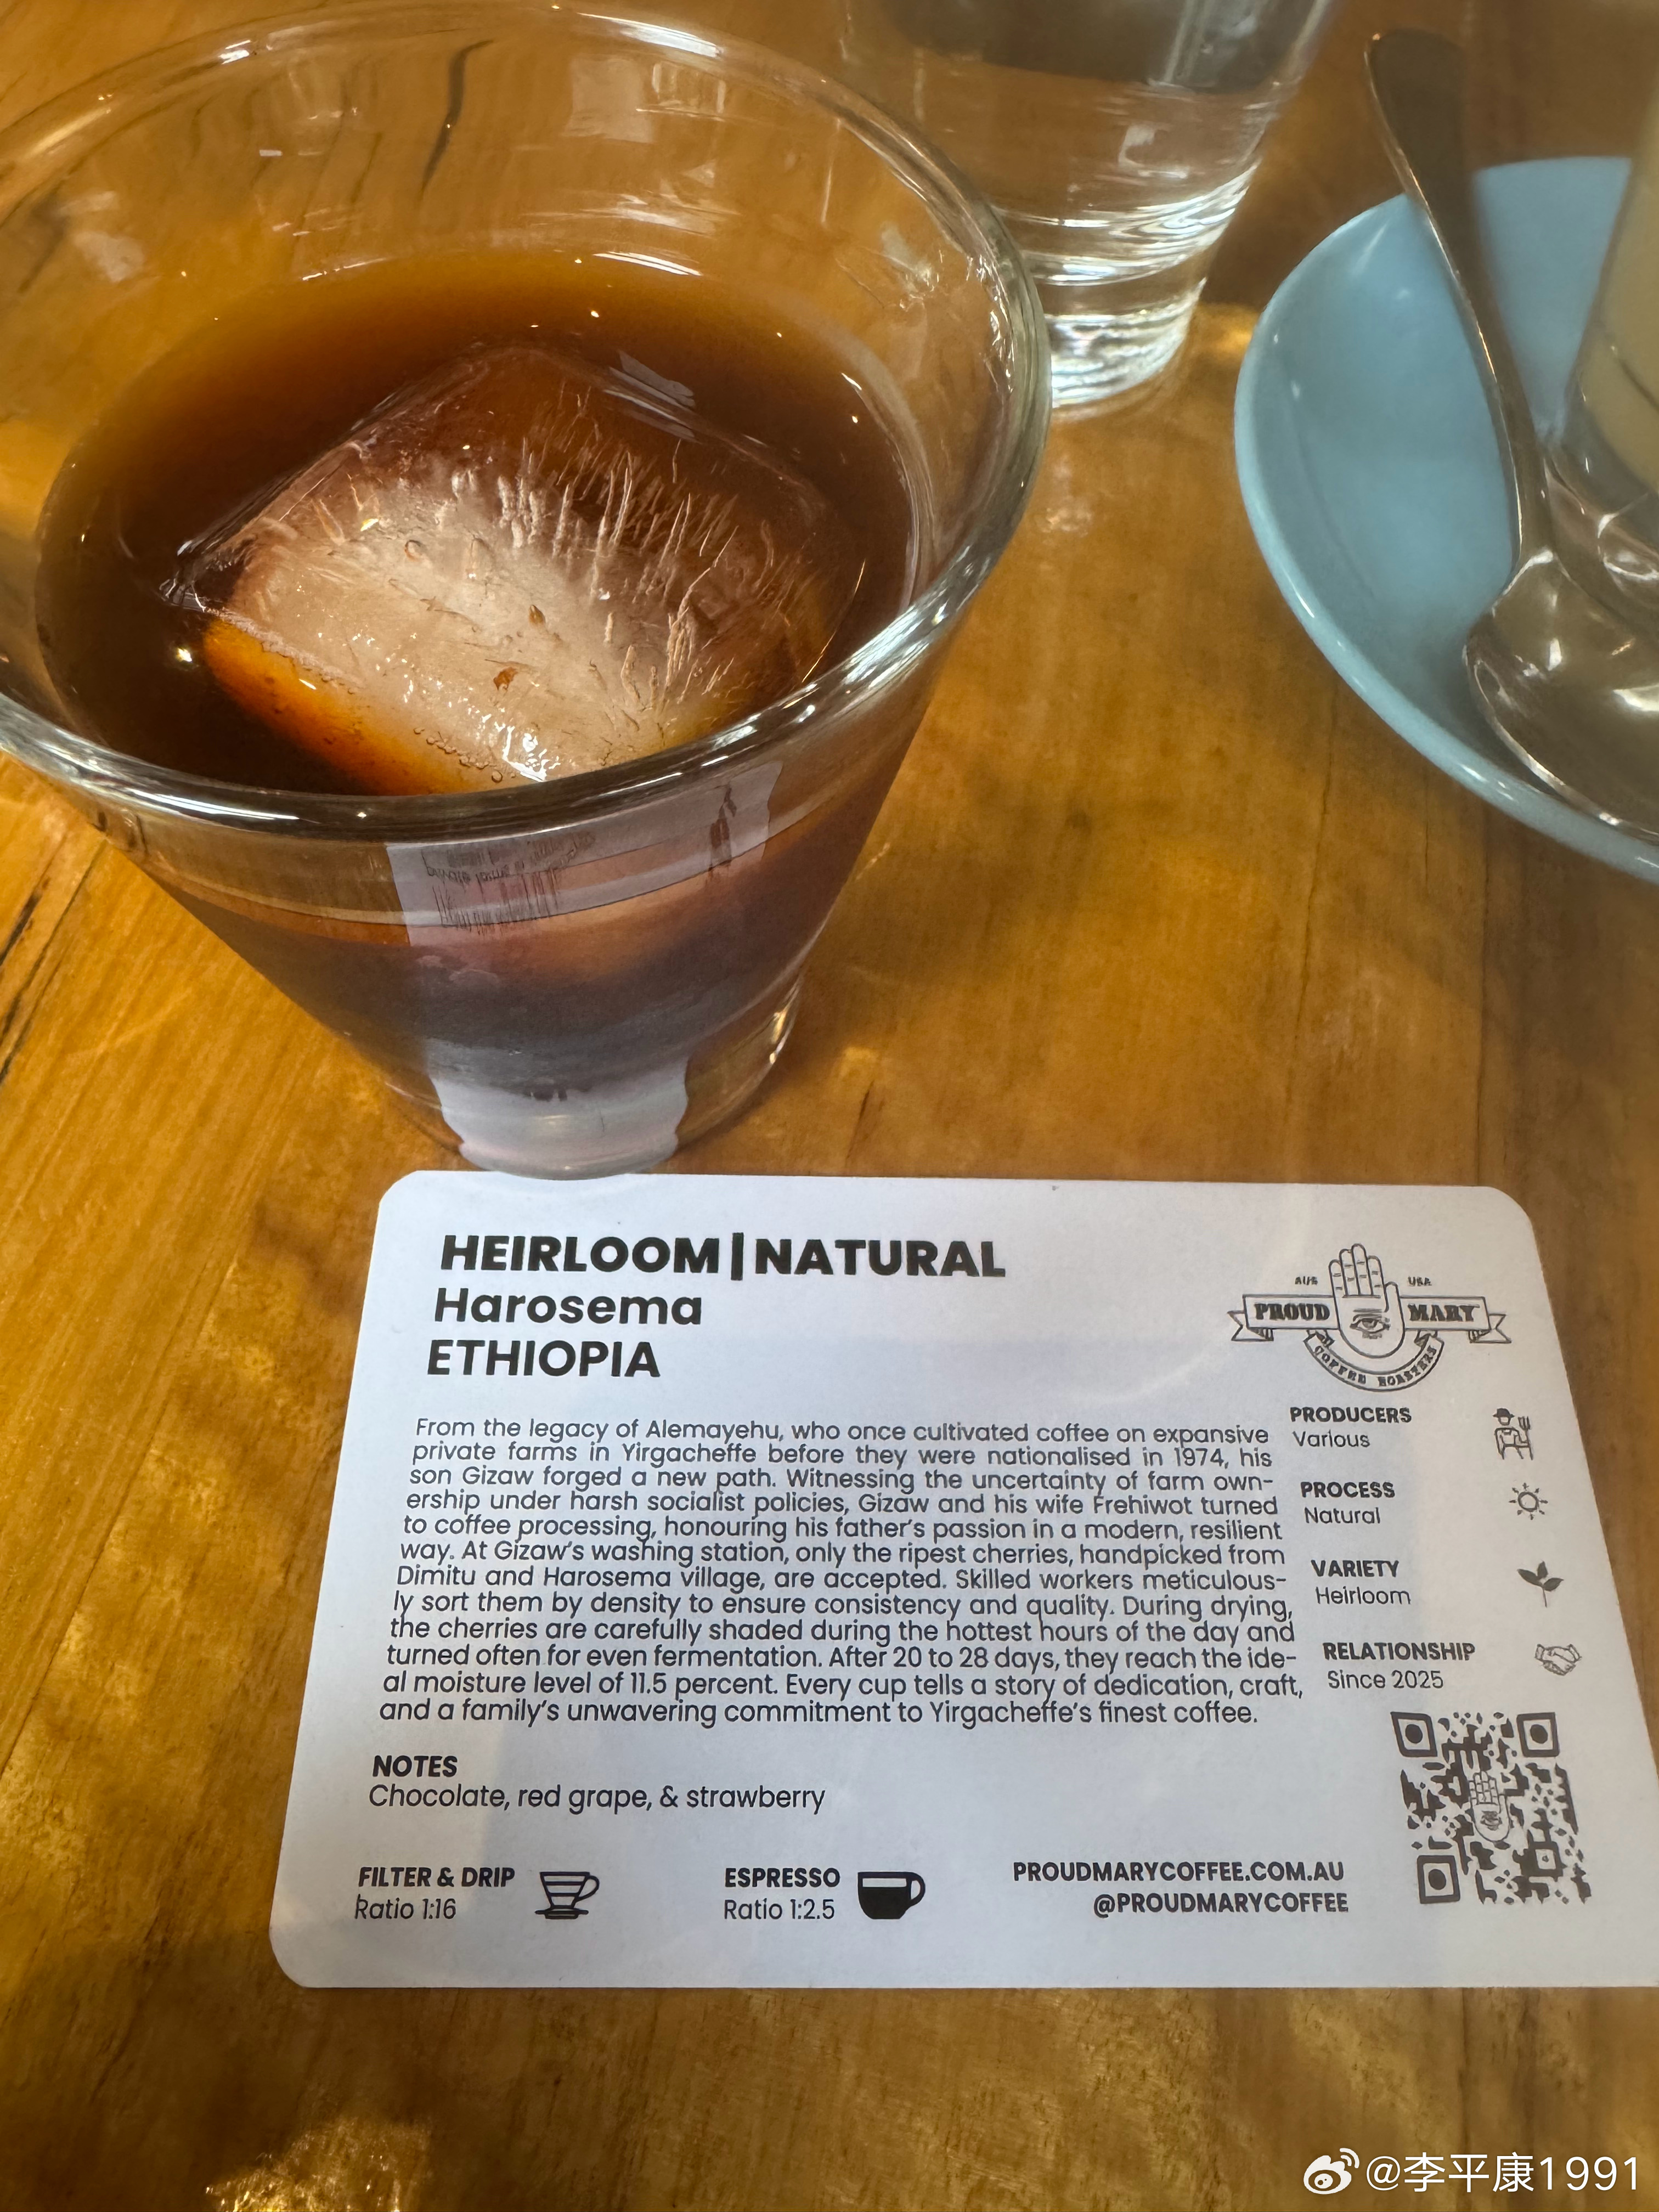 HEIRLOOM|NATURAL
Harosema
ETHIOPIA
AUS USA
PROUD MARY
COFFEE ROASTERS
From the legacy of Alemayehu, who once cultivated coffee on expansive
private farms in Yirgacheffe before they were nationalised in 1974, his
son Gizaw forged a new path. Witnessing the uncertainty of farm own-
ership under harsh socialist policies, Gizaw and his wife Frehiwot turned
to coffee processing, honouring his father's passion in a modern, resilient
way. At Gizaw's washing station, only the ripest cherries, handpicked from
Dimitu and Harosema village, are accepted. Skilled workers meticulous-
ly sort them by density to ensure consistency and quality. During drying,
the cherries are carefully shaded during the hottest hours of the day and
turned often for even fermentation. After 20 to 28 days, they reach the ide-
al moisture level of 11.5 percent. Every cup tells a story of dedication, craft,
and a family's unwavering commitment to Yirgacheffe's finest coffee.
PRODUCERS
Various
PROCESS
Natural
VARIETY
Heirloom
RELATIONSHIP
Since 2025
NOTES
Chocolate, red grape, & strawberry
FILTER & DRIP
Ratio 1:16
ESPRESSO
Ratio 1:2.5
PROUDMARYCOFFEE.COM.AU
@PROUDMARYCOFFEE
@李平康1991